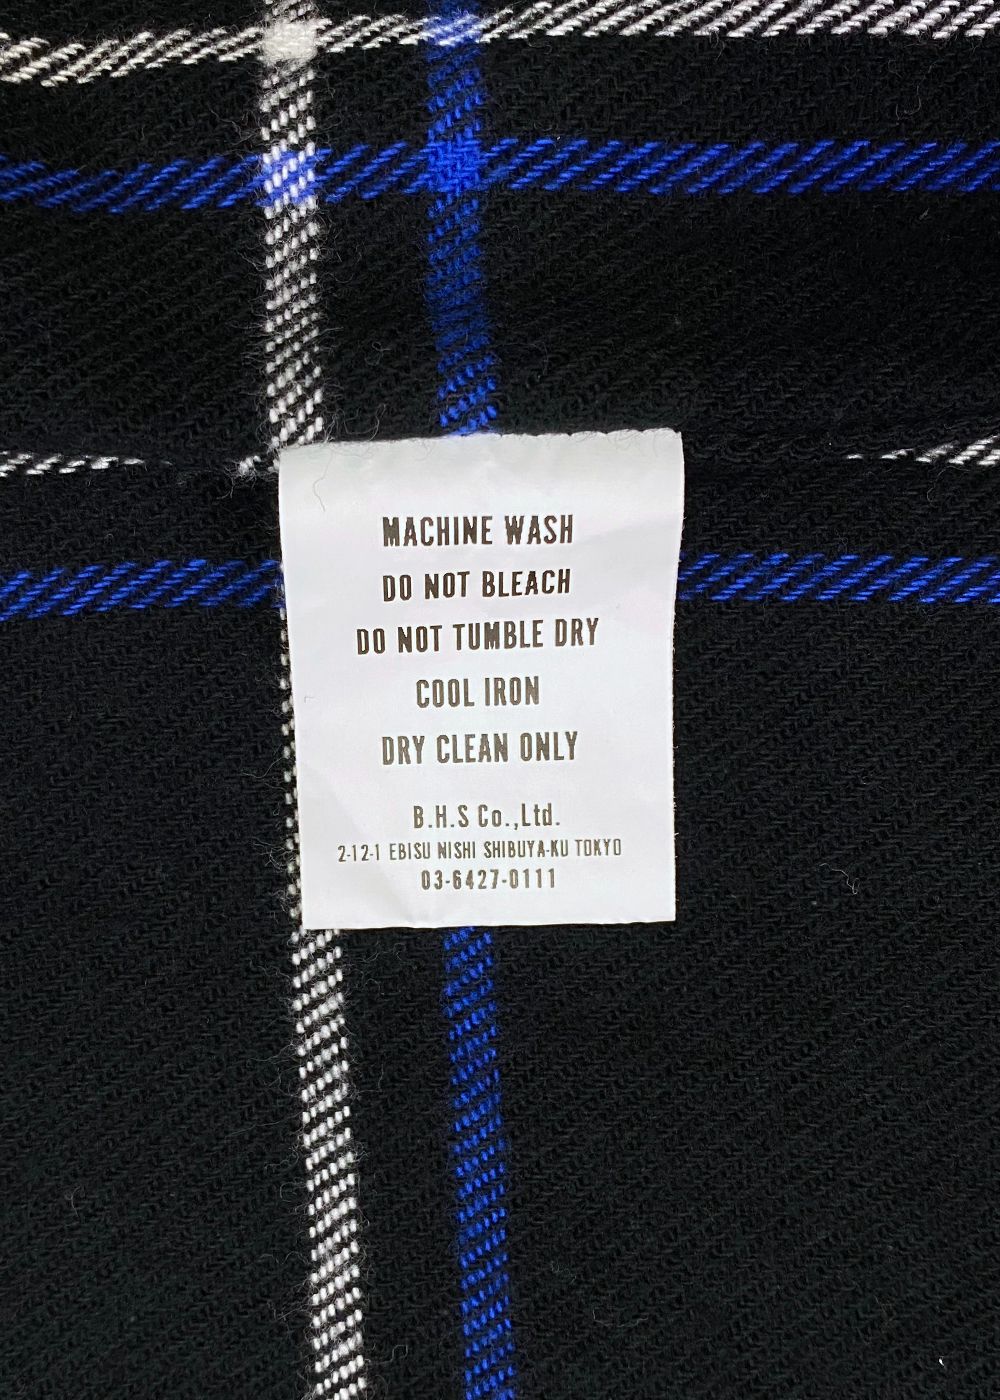 MACHINE WASH
DO NOT BLEACH
DO NOT TUMBLE DRY
COOL IRON
DRY CLEAN ONLY
B.H.S Co.,Ltd.
2-12-1 EBISU NISHI SHIBUYA-KU TOKYO
03-6427-0111